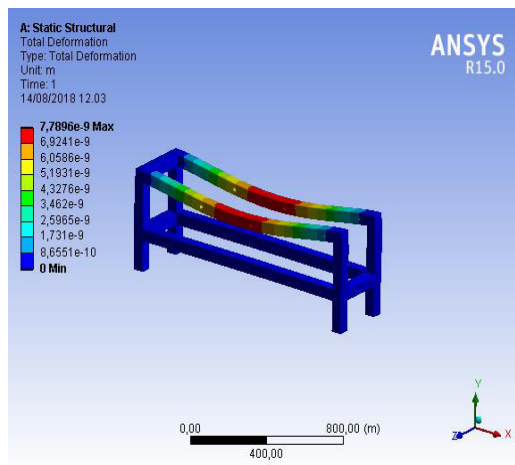 A: Static Structural
Total Deformation
Type: Total Deformation
Unit: m
Time: 1
14/08/2018 12.03
ANSYS
R15.0
7,7896e-9 Max
6,9241e-9
6,0586e-9
5,1931e-9
4,3276e-9
3,462e-9
2,5965e-9
1,731e-9
8,6551e-10
0 Min
Y
Z
X
0,00
800,00 (m)
400,00